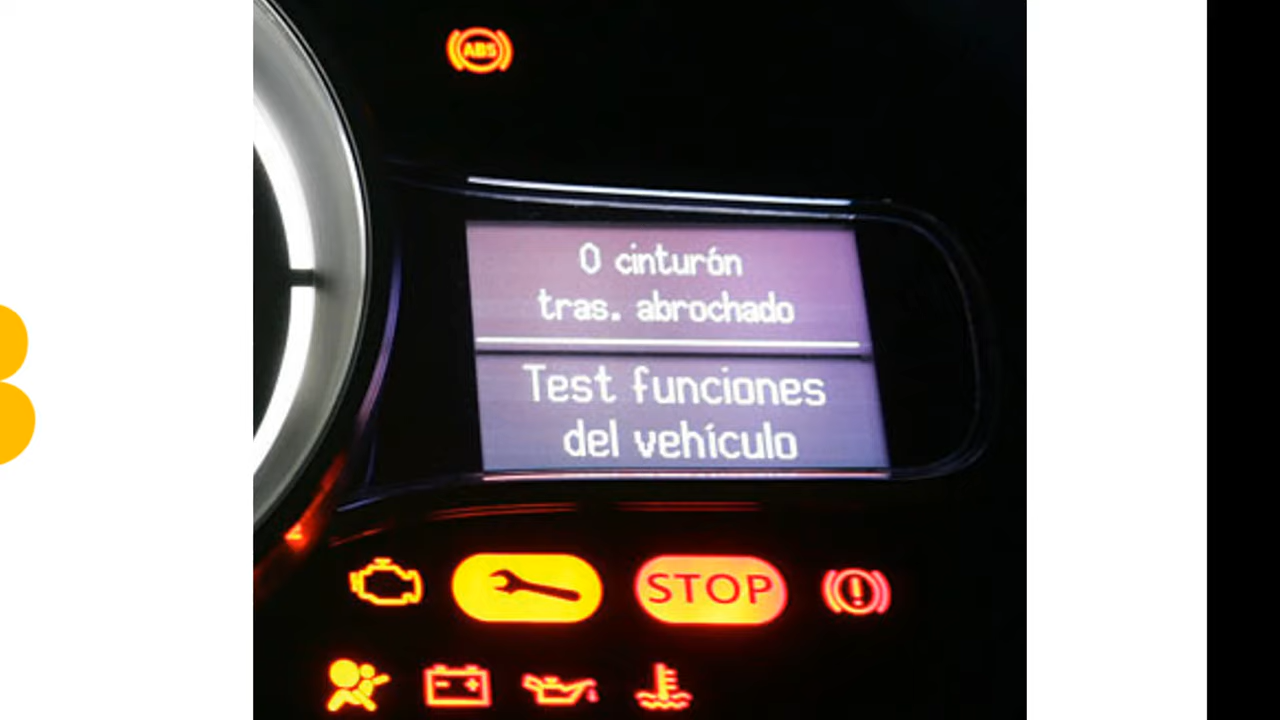 ABS
0 cinturón
tras. abrochado
Test funciones
del vehículo
STOP